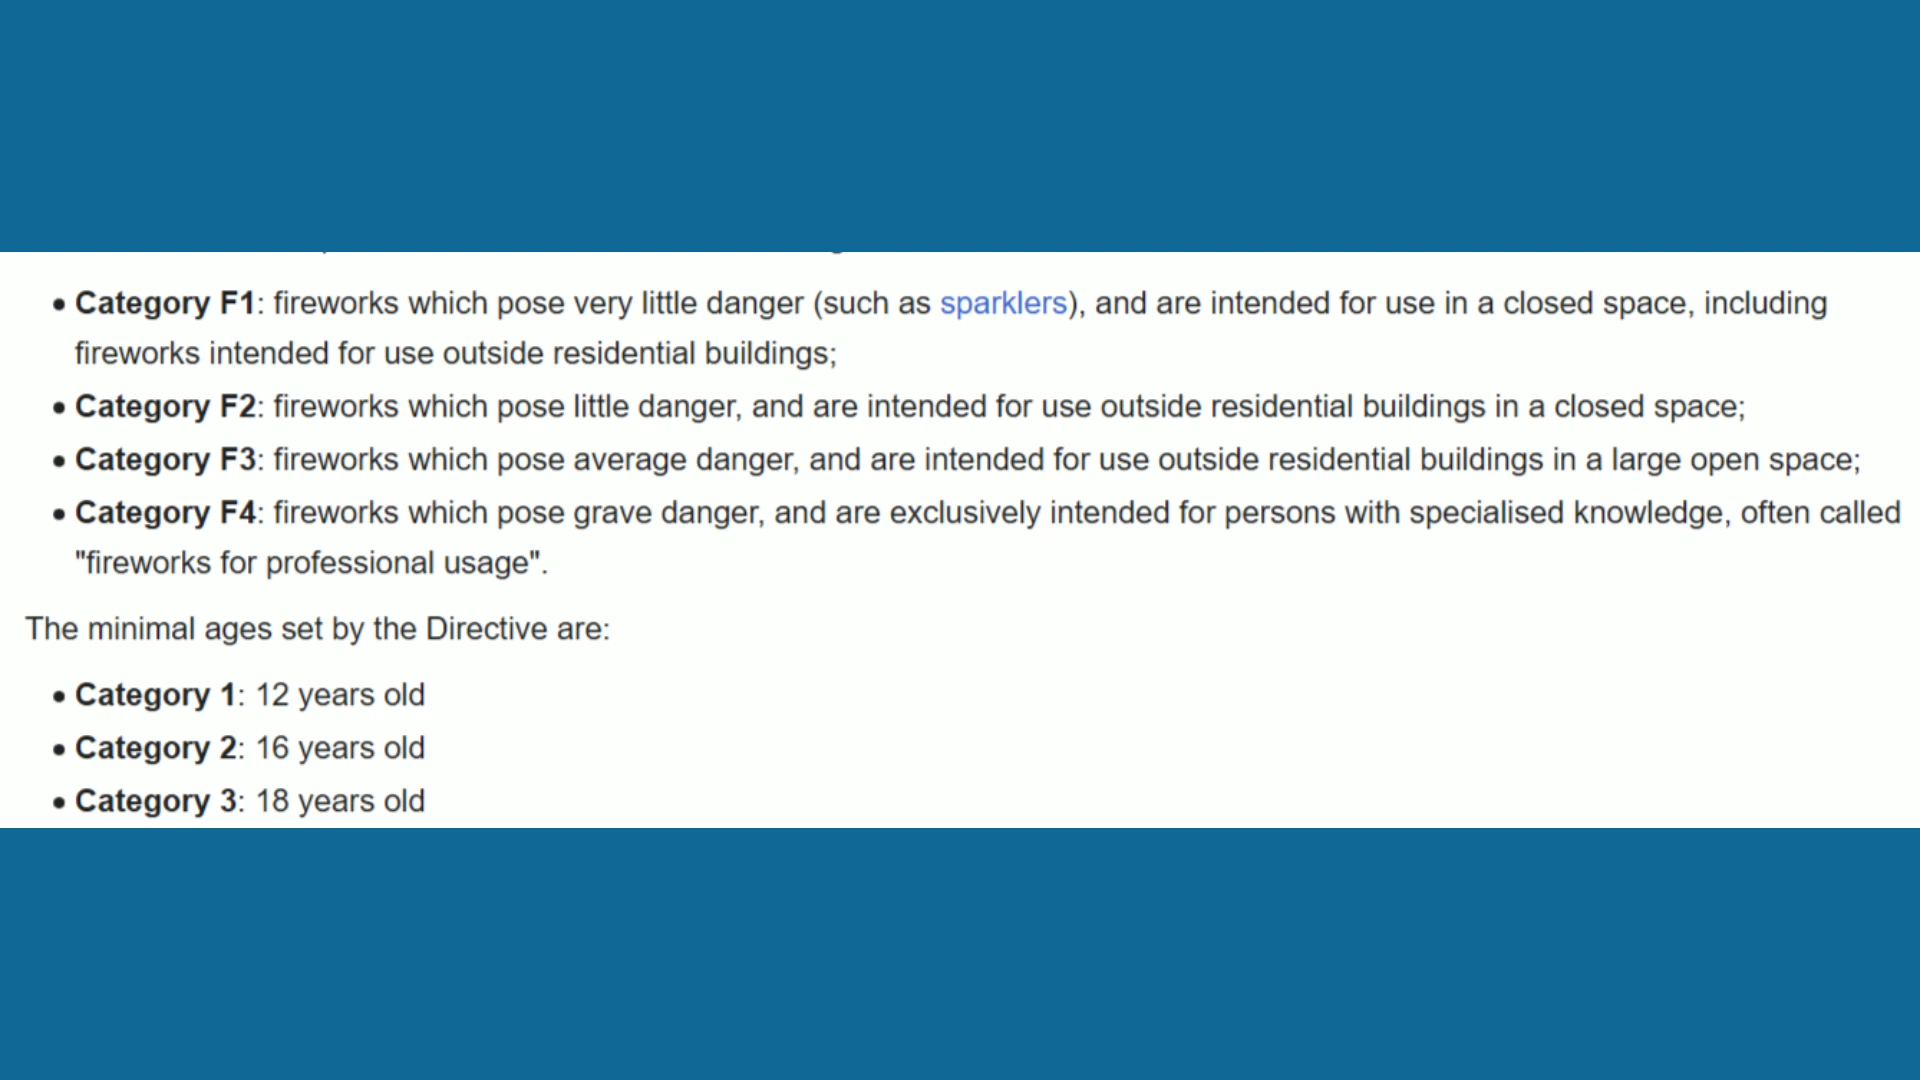 • Category F1: fireworks which pose very little danger (such as sparklers), and are intended for use in a closed space, including
fireworks intended for use outside residential buildings;
• Category F2: fireworks which pose little danger, and are intended for use outside residential buildings in a closed space;
• Category F3: fireworks which pose average danger, and are intended for use outside residential buildings in a large open space;
• Category F4: fireworks which pose grave danger, and are exclusively intended for persons with specialised knowledge, often called
"fireworks for professional usage".
The minimal ages set by the Directive are:
• Category 1: 12 years old
• Category 2: 16 years old
• Category 3: 18 years old